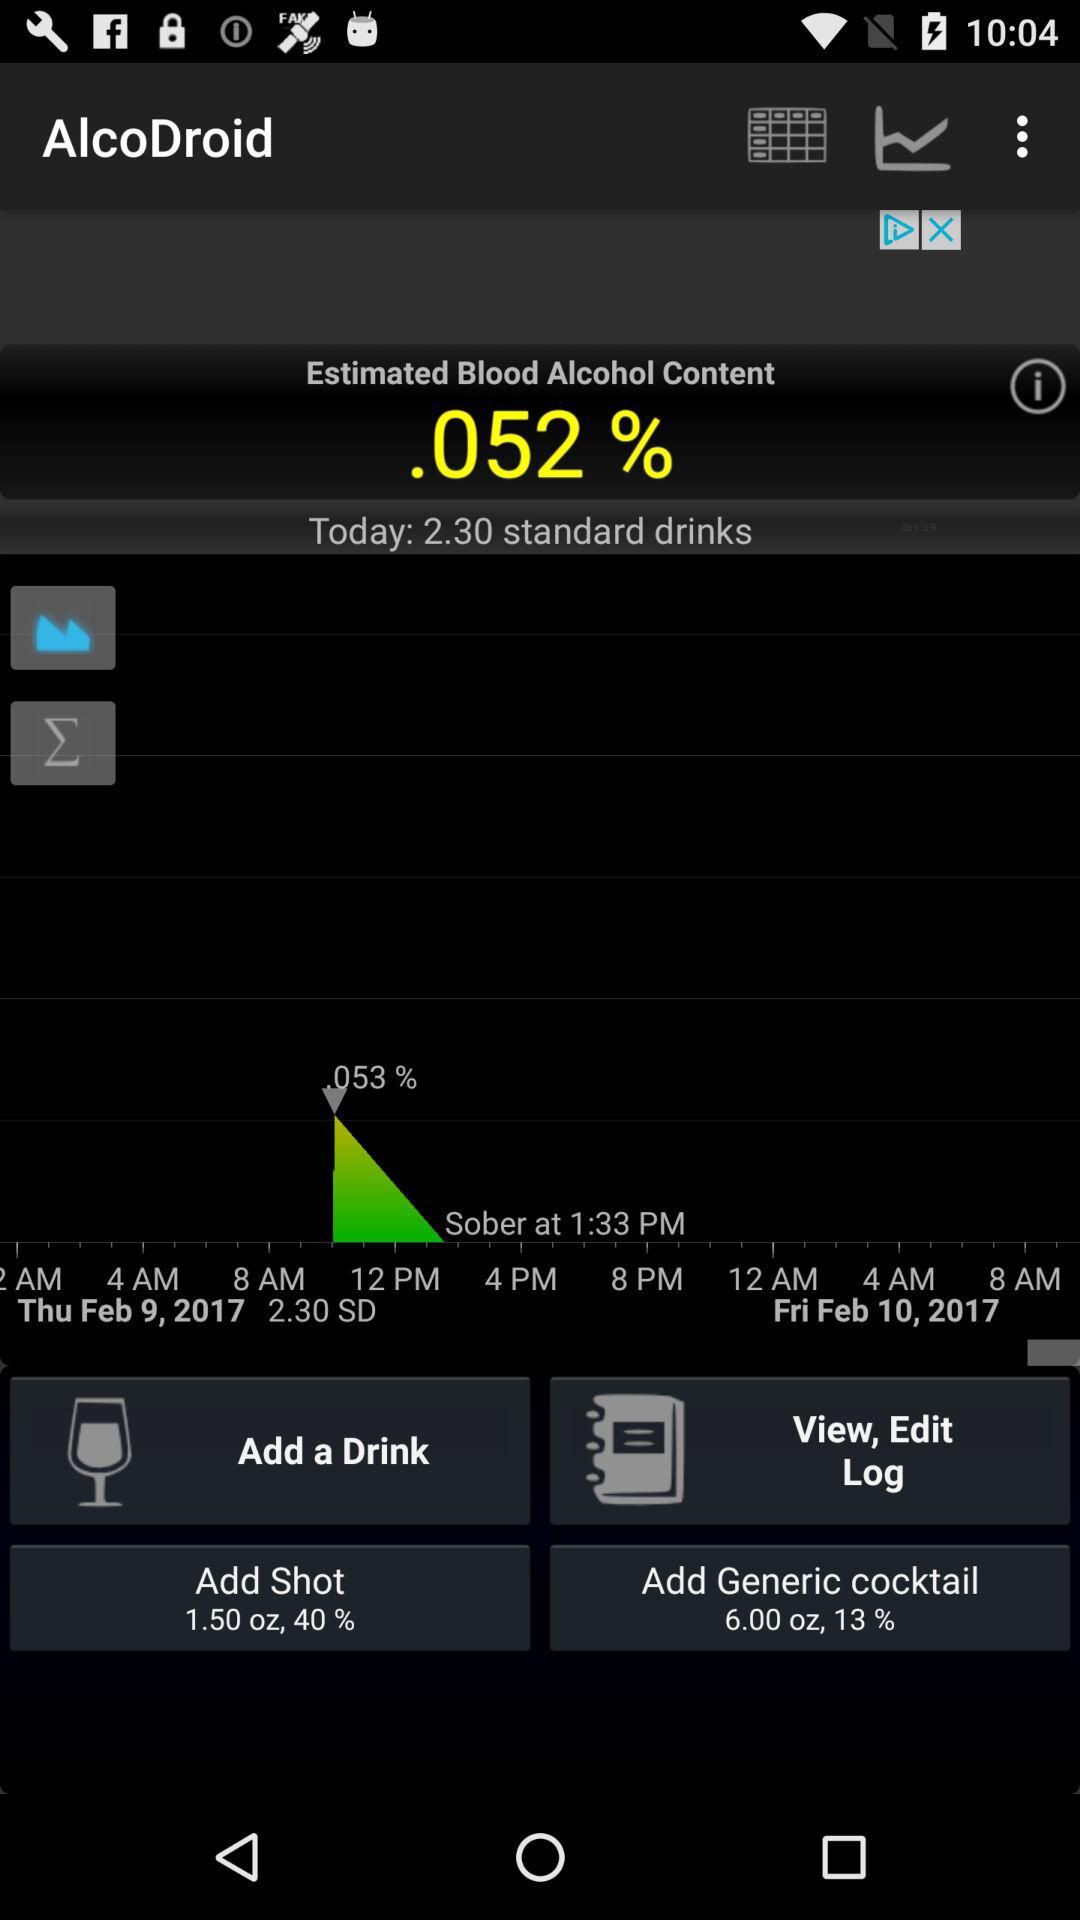 FAKE
10:04
AlcoDroid
Estimated Blood Alcohol Content
.052 %
Today: 2.30 standard drinks
Σ
.053 %
Sober at 1:33 PM
2 AM 4 AM 8 AM 12 PM 4 PM 8 PM 12 AM 4 AM 8 AM
Thu Feb 9, 2017 2.30 SD Fri Feb 10, 2017
Add a Drink
View, Edit
Log
Add Shot
1.50 oz, 40 %
Add Generic cocktail
6.00 oz, 13 %